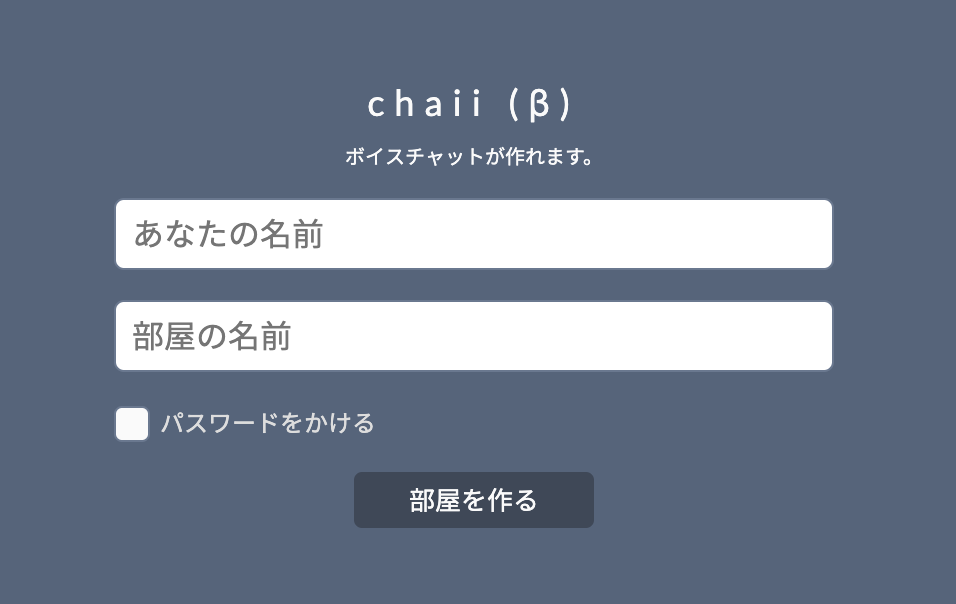 chaii (β)
ボイスチャットが作れます。
あなたの名前
部屋の名前
パスワードをかける
部屋を作る